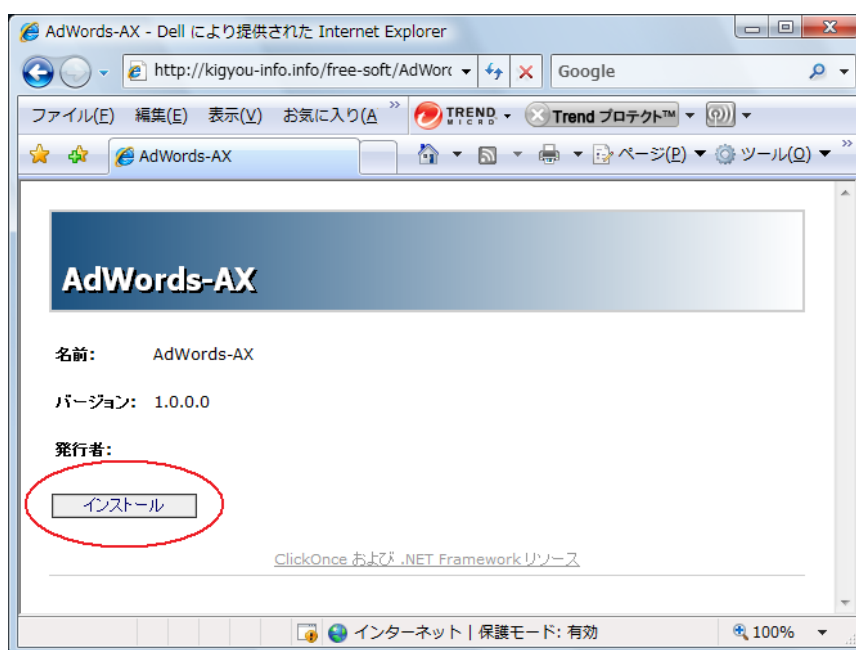 AdWords-AX - Dell により提供された Internet Explorer
http://kigyou-info.info/free-soft/AdWorc
Google
ファイル(F) 編集(E) 表示(V) お気に入り(A » TREND MICRO Trend プロテクト™
AdWords-AX ページ(P) ツール(O) »
AdWords-AX
名前: AdWords-AX
バージョン: 1.0.0.0
発行者:
インストール
ClickOnce および .NET Framework リソース
インターネット | 保護モード: 有効 100%